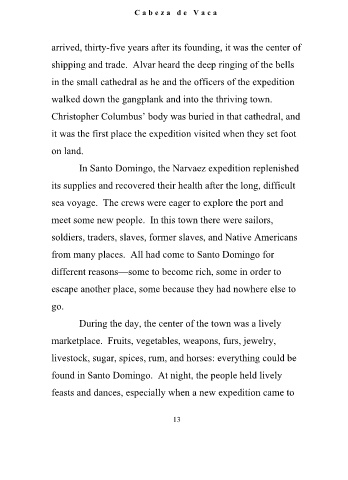 Cabeza de Vaca
arrived, thirty-five years after its founding, it was the center of
shipping and trade. Alvar heard the deep ringing of the bells
in the small cathedral as he and the officers of the expedition
walked down the gangplank and into the thriving town.
Christopher Columbus' body was buried in that cathedral, and
it was the first place the expedition visited when they set foot
on land.
In Santo Domingo, the Narvaez expedition replenished
its supplies and recovered their health after the long, difficult
sea voyage. The crews were eager to explore the port and
meet some new people. In this town there were sailors,
soldiers, traders, slaves, former slaves, and Native Americans
from many places. All had come to Santo Domingo for
different reasons—some to become rich, some in order to
escape another place, some because they had nowhere else to
go.
During the day, the center of the town was a lively
marketplace. Fruits, vegetables, weapons, furs, jewelry,
livestock, sugar, spices, rum, and horses: everything could be
found in Santo Domingo. At night, the people held lively
feasts and dances, especially when a new expedition came to
13